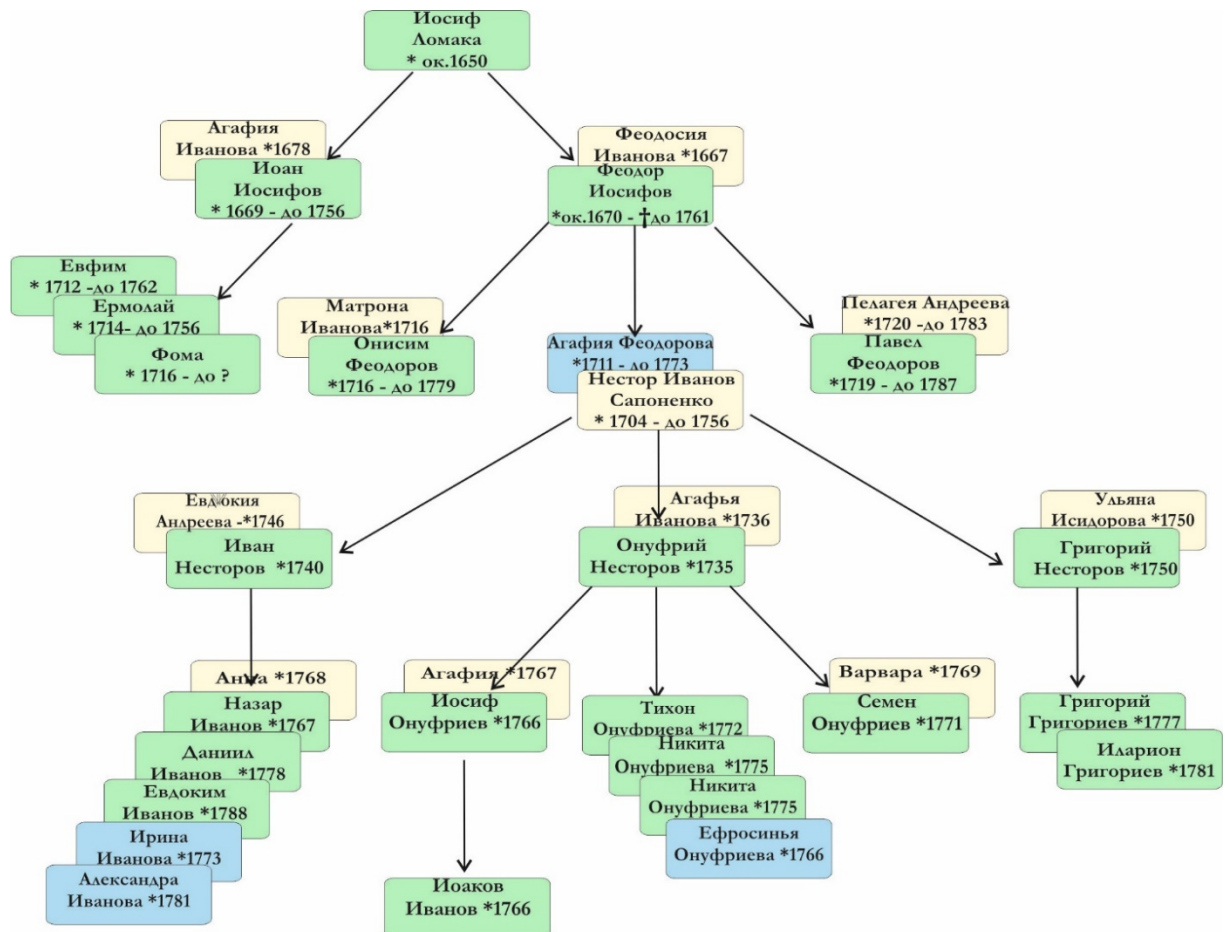 Иосиф
Ломака
* ок.1650
Агафия
Иванова *1678
Иоан
Иосифов
* 1669 - до 1756
Феодосия
Иванова *1667
Феодор
Иосифов
*ок.1670 - †до 1761
Евфим
* 1712 -до 1762
Ермолай
* 1714- до 1756
Фома
* 1716 - до ?
Матрона
Иванова*1716
Онисим
Феодоров
*1716 - до 1779
Агафия Феодорова
*1711 - до 1773
Нестор Иванов
Сапоненко
* 1704 - до 1756
Пелагея Андреева
*1720 -до 1783
Павел
Феодоров
*1719 - до 1787
Евдокия
Андреева -*1746
Иван
Несторов *1740
Агафья
Иванова *1736
Онуфрий
Несторов *1735
Ульяна
Исидорова *1750
Григорий
Несторов *1750
Анна *1768
Назар
Иванов *1767
Даниил
Иванов *1778
Евдоким
Иванов *1788
Ирина
Иванова *1773
Александра
Иванова *1781
Агафия *1767
Иосиф
Онуфриев *1766
Иоаков
Иванов *1766
Тихон
Онуфриева *1772
Никита
Онуфриева *1775
Никита
Онуфриева *1775
Ефросинья
Онуфриева *1766
Варвара *1769
Семен
Онуфриев *1771
Григорий
Григориев *1777
Иларион
Григориев *1781